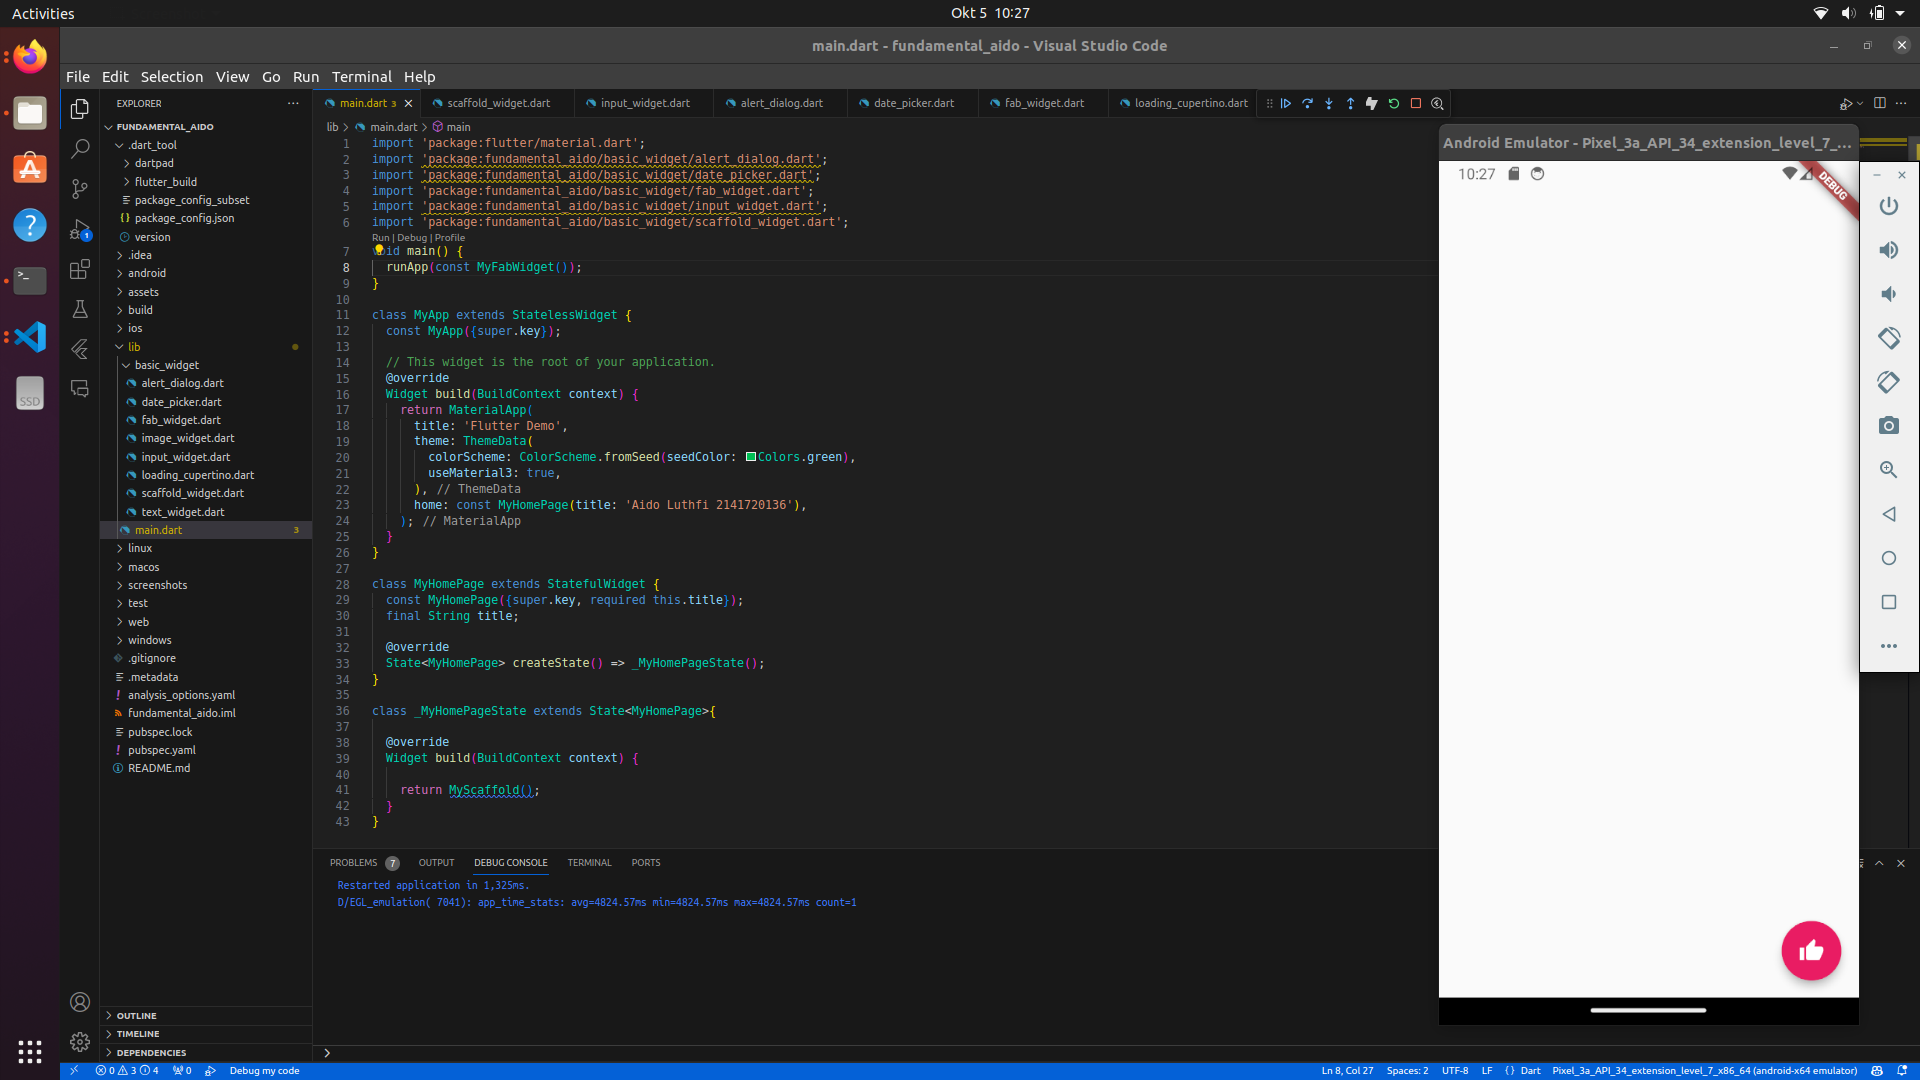 Activities
Okt 5 10:27
main.dart - fundamental_aido - Visual Studio Code
File Edit Selection View Go Run Terminal Help
EXPLORER
FUNDAMENTAL_AIDO
.dart_tool
dartpad
flutter_build
package_config_subset
package_config.json
version
.idea
android
assets
build
ios
lib
basic_widget
alert_dialog.dart
date_picker.dart
fab_widget.dart
image_widget.dart
input_widget.dart
loading_cupertino.dart
scaffold_widget.dart
text_widget.dart
main.dart 3
linux
macos
screenshots
test
web
windows
.gitignore
.metadata
analysis_options.yaml
fundamental_aido.iml
pubspec.lock
pubspec.yaml
README.md
OUTLINE
TIMELINE
DEPENDENCIES
SSD
1
main.dart 3 scaffold_widget.dart input_widget.dart alert_dialog.dart date_picker.dart fab_widget.dart loading_cupertino.dart
lib > main.dart > main
1 import 'package:flutter/material.dart';
2 import 'package:fundamental_aido/basic_widget/alert_dialog.dart';
3 import 'package:fundamental_aido/basic_widget/date_picker.dart';
4 import 'package:fundamental_aido/basic_widget/fab_widget.dart';
5 import 'package:fundamental_aido/basic_widget/input_widget.dart';
6 import 'package:fundamental_aido/basic_widget/scaffold_widget.dart';
Run | Debug | Profile
7 void main() {
8 runApp(const MyFabWidget());
9 }
10
11 class MyApp extends StatelessWidget {
12 const MyApp({super.key});
13
14 // This widget is the root of your application.
15 @override
16 Widget build(BuildContext context) {
17 return MaterialApp(
18 title: 'Flutter Demo',
19 theme: ThemeData(
20 colorScheme: ColorScheme.fromSeed(seedColor: Colors.green),
21 useMaterial3: true,
22 ), // ThemeData
23 home: const MyHomePage(title: 'Aido Luthfi 2141720136'),
24 ); // MaterialApp
25 }
26 }
27
28 class MyHomePage extends StatefulWidget {
29 const MyHomePage({super.key, required this.title});
30 final String title;
31
32 @override
33 State<MyHomePage> createState() => _MyHomePageState();
34 }
35
36 class _MyHomePageState extends State<MyHomePage>{
37
38 @override
39 Widget build(BuildContext context) {
40
41 return MyScaffold();
42 }
43 }
PROBLEMS 7 OUTPUT DEBUG CONSOLE TERMINAL PORTS
Restarted application in 1,325ms.
D/EGL_emulation( 7041): app_time_stats: avg=4824.57ms min=4824.57ms max=4824.57ms count=1
Android Emulator - Pixel_3a_API_34_extension_level_7_...
10:27
DEBUG
0 3 4 0 Debug my code
Ln 8, Col 27 Spaces: 2 UTF-8 LF {} Dart Pixel_3a_API_34_extension_level_7_x86_64 (android-x64 emulator)